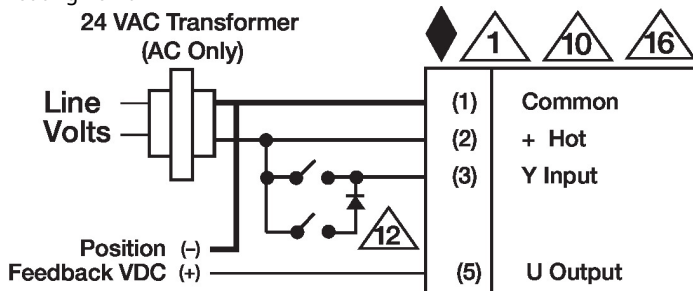 24 VAC Transformer
(AC Only)
1 10 16
Line
Volts
(1) Common
(2) + Hot
(3) Y Input
12
Position (-)
Feedback VDC (+)
(5) U Output